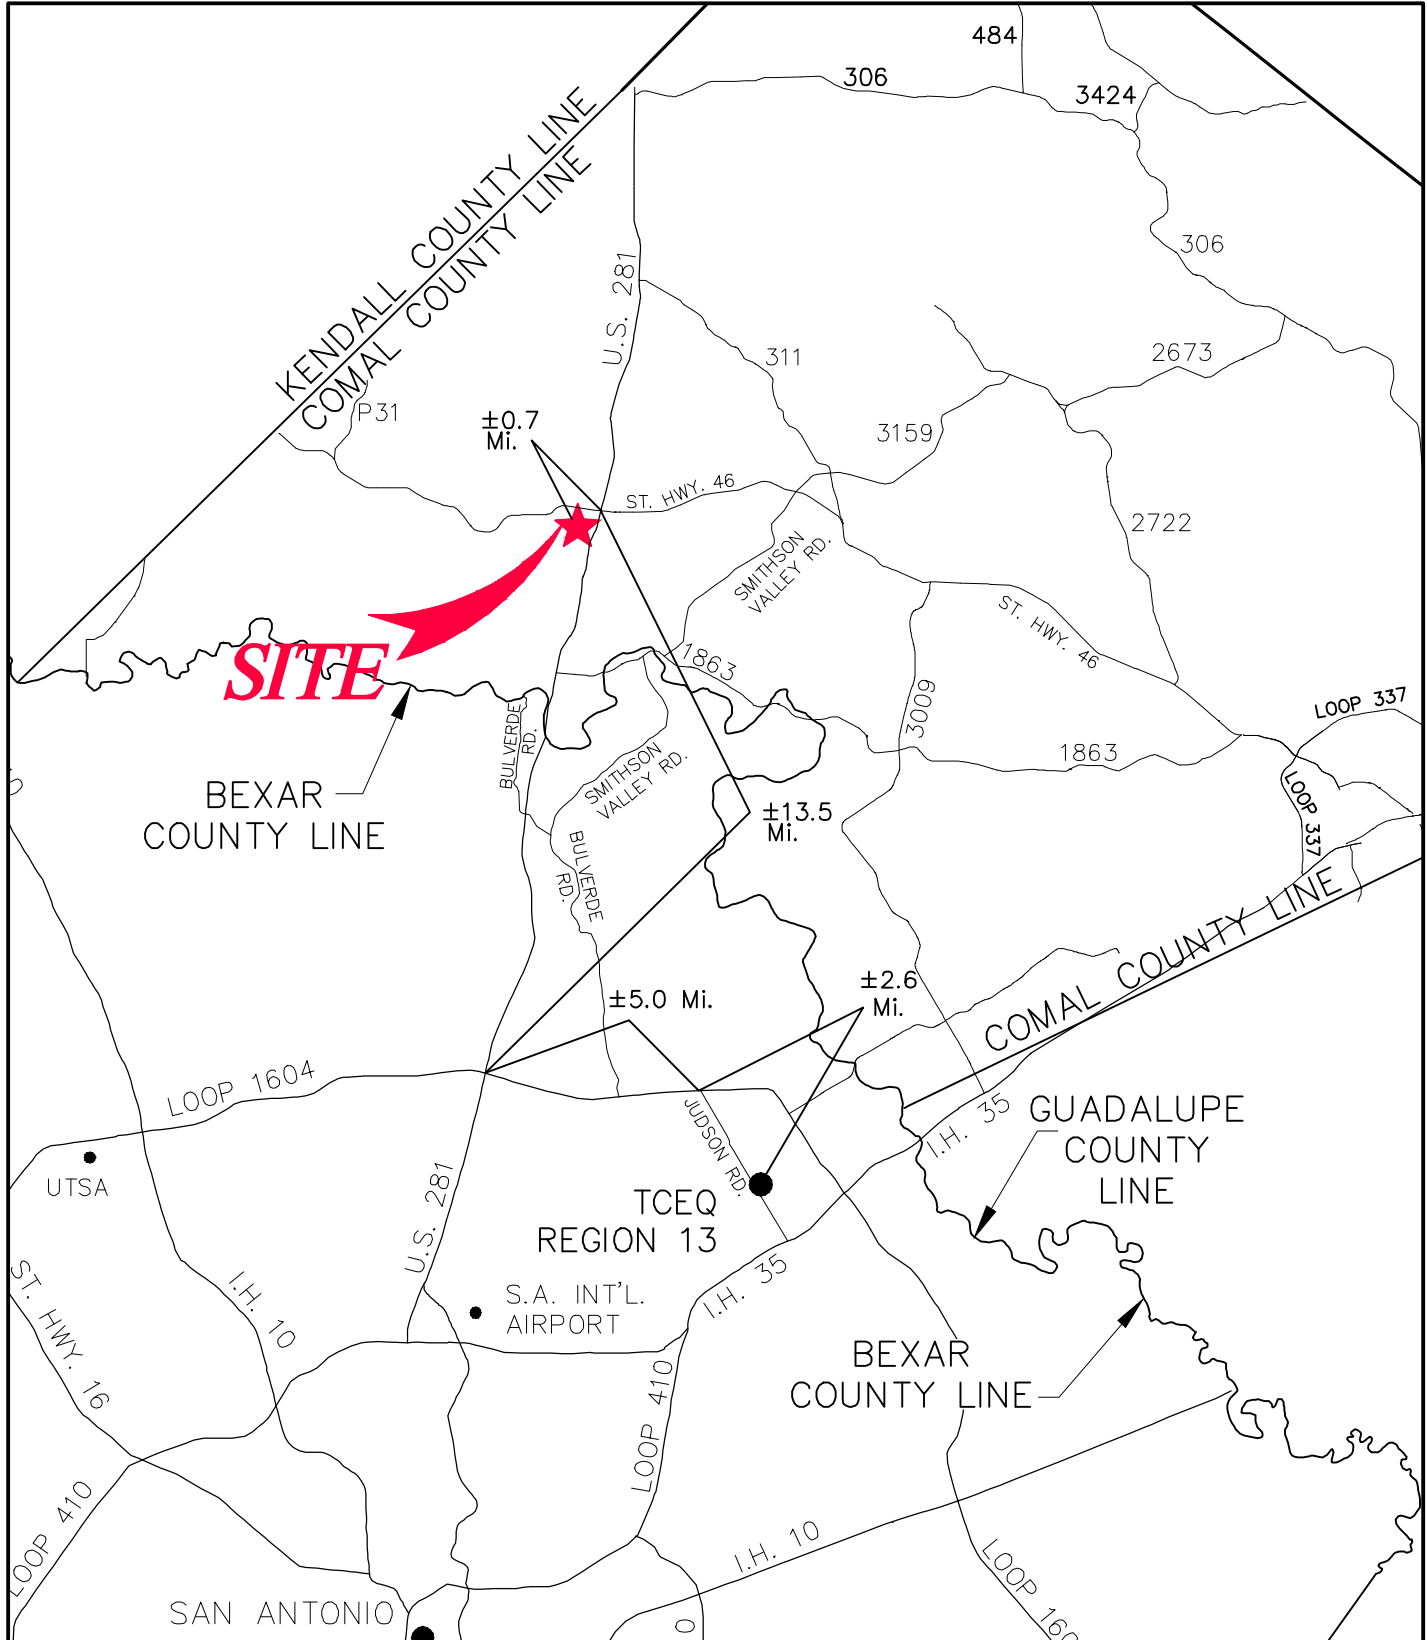 484
306
3424
KENDALL COUNTY LINE
COMAL COUNTY LINE
306
U.S. 281
311
2673
P31
±0.7
Mi.
3159
ST. HWY. 46
2722
SMITHSON
VALLEY RD.
ST. HWY. 46
SITE
1863
3009
LOOP 337
BULVERDE
RD.
1863
SMITHSON
VALLEY RD.
BEXAR
COUNTY LINE
LOOP 337
±13.5
Mi.
BULVERDE
RD.
COMAL COUNTY LINE
±5.0 Mi.
±2.6
Mi.
LOOP 1604
JUDSON RD.
I.H. 35
GUADALUPE
COUNTY
LINE
UTSA
U.S. 281
TCEQ
REGION 13
ST. HWY. 16
I.H. 10
S.A. INT'L.
AIRPORT
I.H. 35
BEXAR
COUNTY LINE
LOOP 410
LOOP 410
I.H. 10
LOOP 160
SAN ANTONIO
0